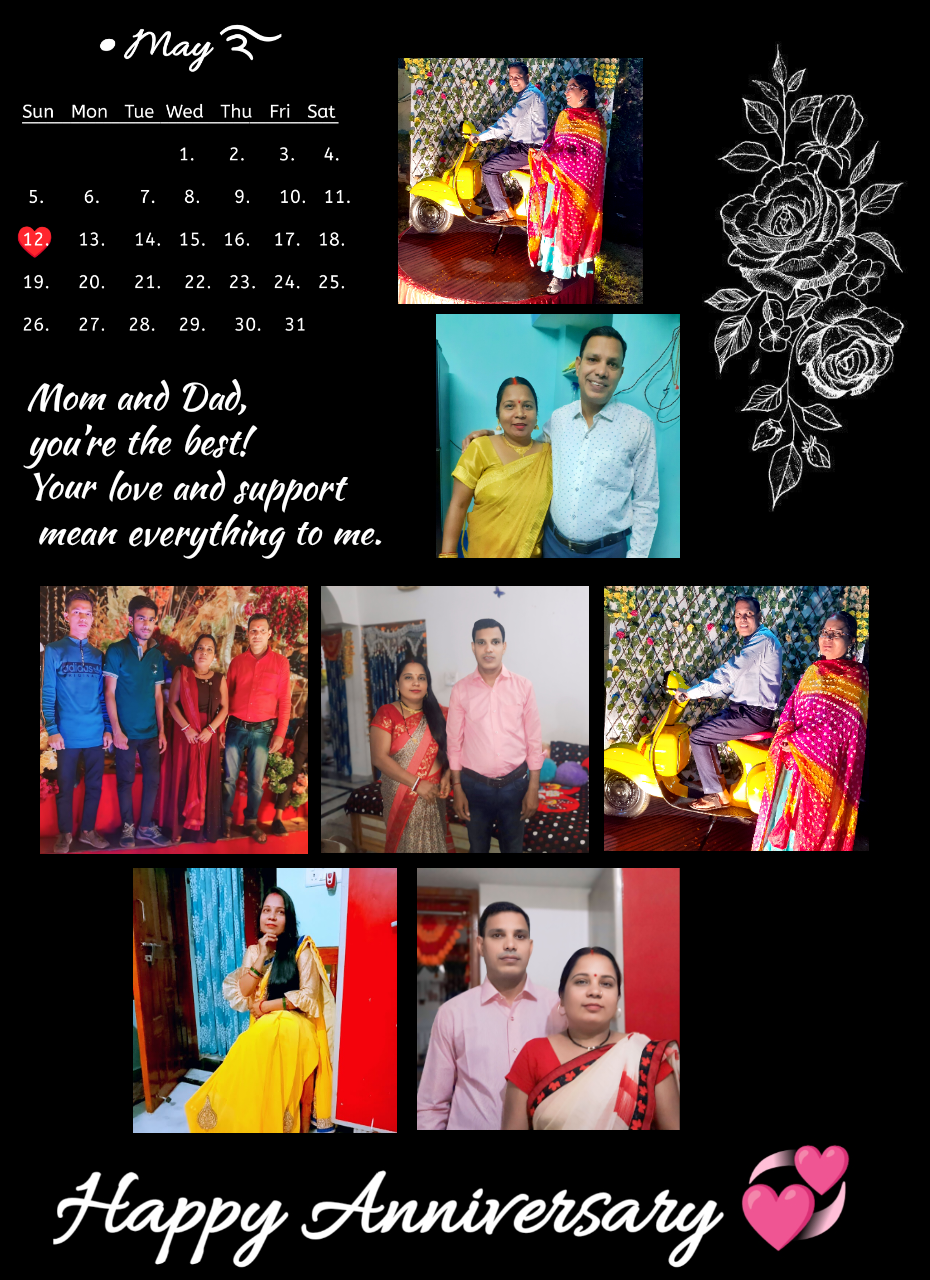 • May
Sun Mon Tue Wed Thu Fri Sat
1. 2. 3. 4.
5. 6. 7. 8. 9. 10. 11.
12. 13. 14. 15. 16. 17. 18.
19. 20. 21. 22. 23. 24. 25.
26. 27. 28. 29. 30. 31
Mom and Dad,
you're the best!
Your love and support
mean everything to me.
adidas
Happy Anniversary